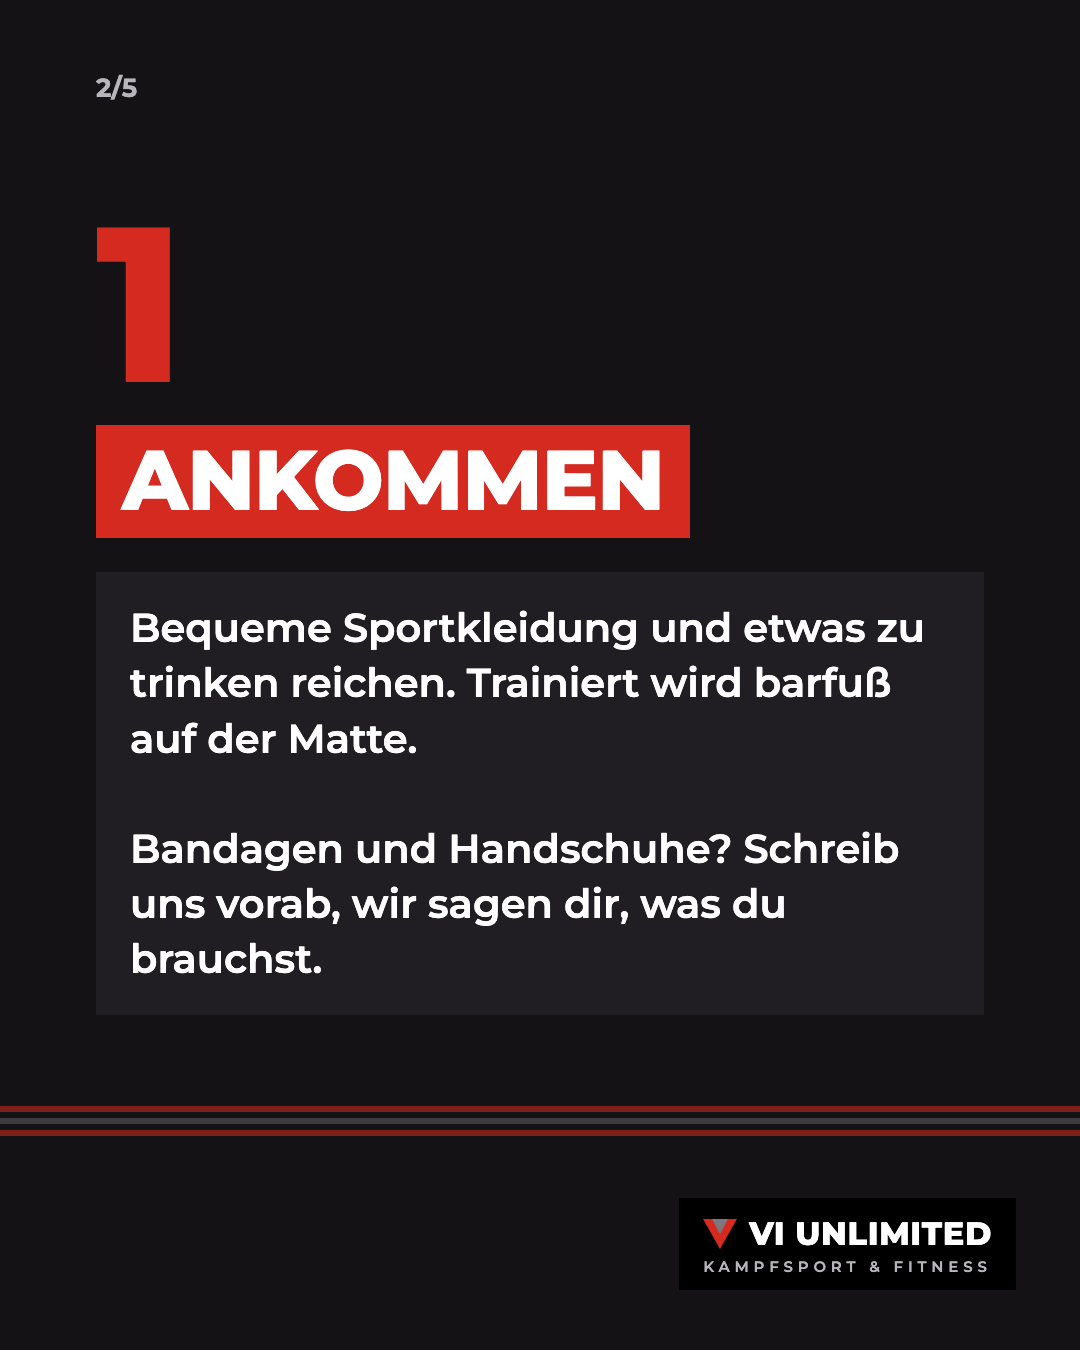 2/5
1
ANKOMMEN
Bequeme Sportkleidung und etwas zu
trinken reichen. Trainiert wird barfuß
auf der Matte.
Bandagen und Handschuhe? Schreib
uns vorab, wir sagen dir, was du
brauchst.
VI UNLIMITED
KAMPFSPORT & FITNESS